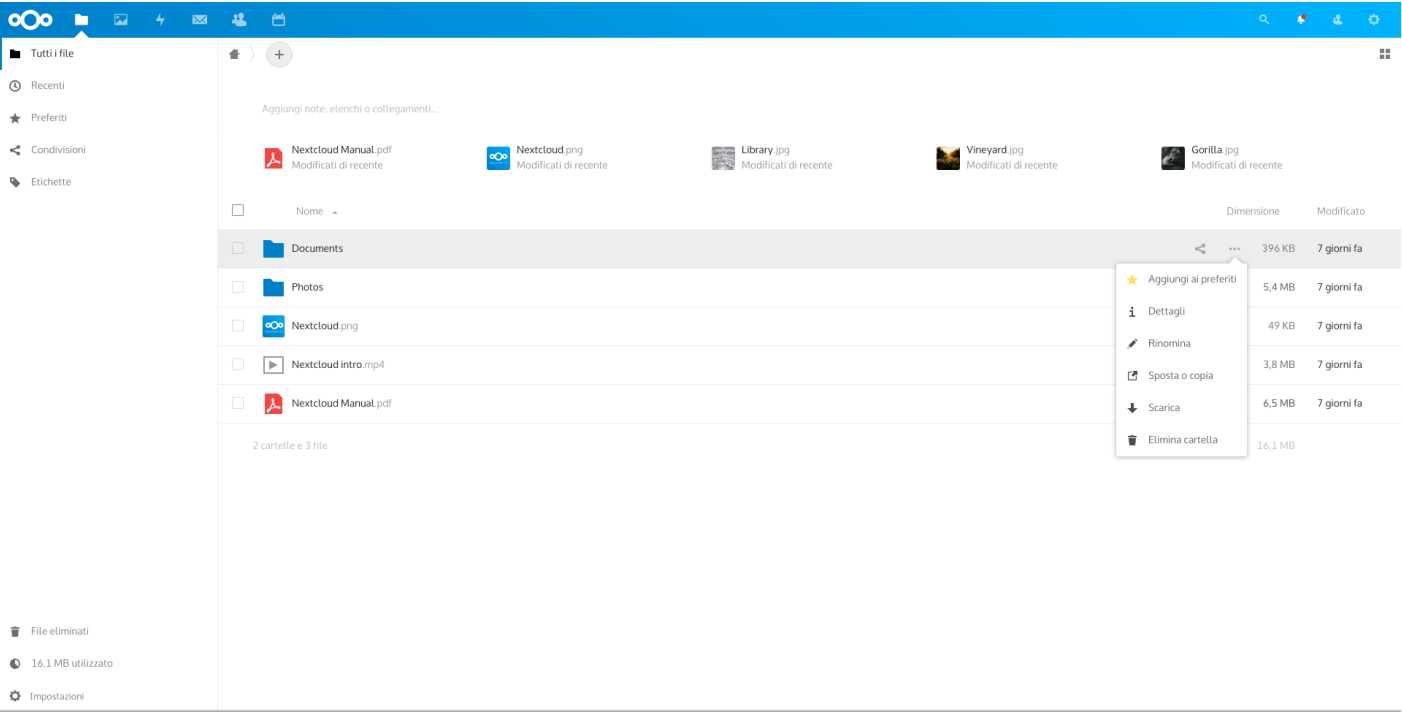 Tutti i file
Recenti
Preferiti
Condivisioni
Etichette
File eliminati
16.1 MB utilizzato
Impostazioni
Aggiungi note, elenchi o collegamenti...
Nextcloud Manual.pdf
Modificati di recente
Nextcloud.png
Modificati di recente
Library.jpg
Modificati di recente
Vineyard.jpg
Modificati di recente
Gorilla.jpg
Modificati di recente
Nome Dimensione Modificato
Documents 396 KB 7 giorni fa
Photos 5,4 MB 7 giorni fa
Nextcloud.png 49 KB 7 giorni fa
Nextcloud intro.mp4 3,8 MB 7 giorni fa
Nextcloud Manual.pdf 6,5 MB 7 giorni fa
2 cartelle e 3 file 16,1 MB
Aggiungi ai preferiti
Dettagli
Rinomina
Sposta o copia
Scarica
Elimina cartella